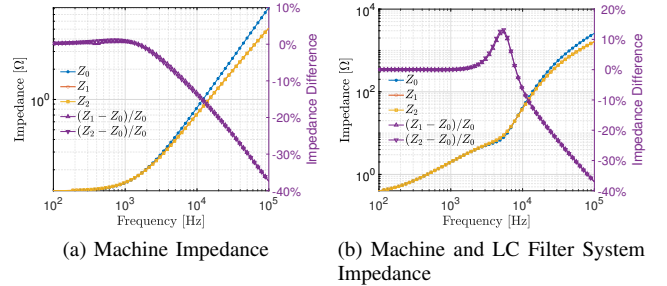 10%
0%
-10%
-20%
-30%
-40%
10^0
Impedance [Ω]
Impedance Difference
Z_0
Z_1
Z_2
(Z_1 − Z_0)/Z_0
(Z_2 − Z_0)/Z_0
10^2 10^3 10^4 10^5
Frequency [Hz]
(a) Machine Impedance
20%
10%
0%
-10%
-20%
-30%
-40%
10^4
10^2
10^0
Impedance [Ω]
Impedance Difference
Z_0
Z_1
Z_2
(Z_1 − Z_0)/Z_0
(Z_2 − Z_0)/Z_0
10^2 10^3 10^4 10^5
Frequency [Hz]
(b) Machine and LC Filter System
Impedance